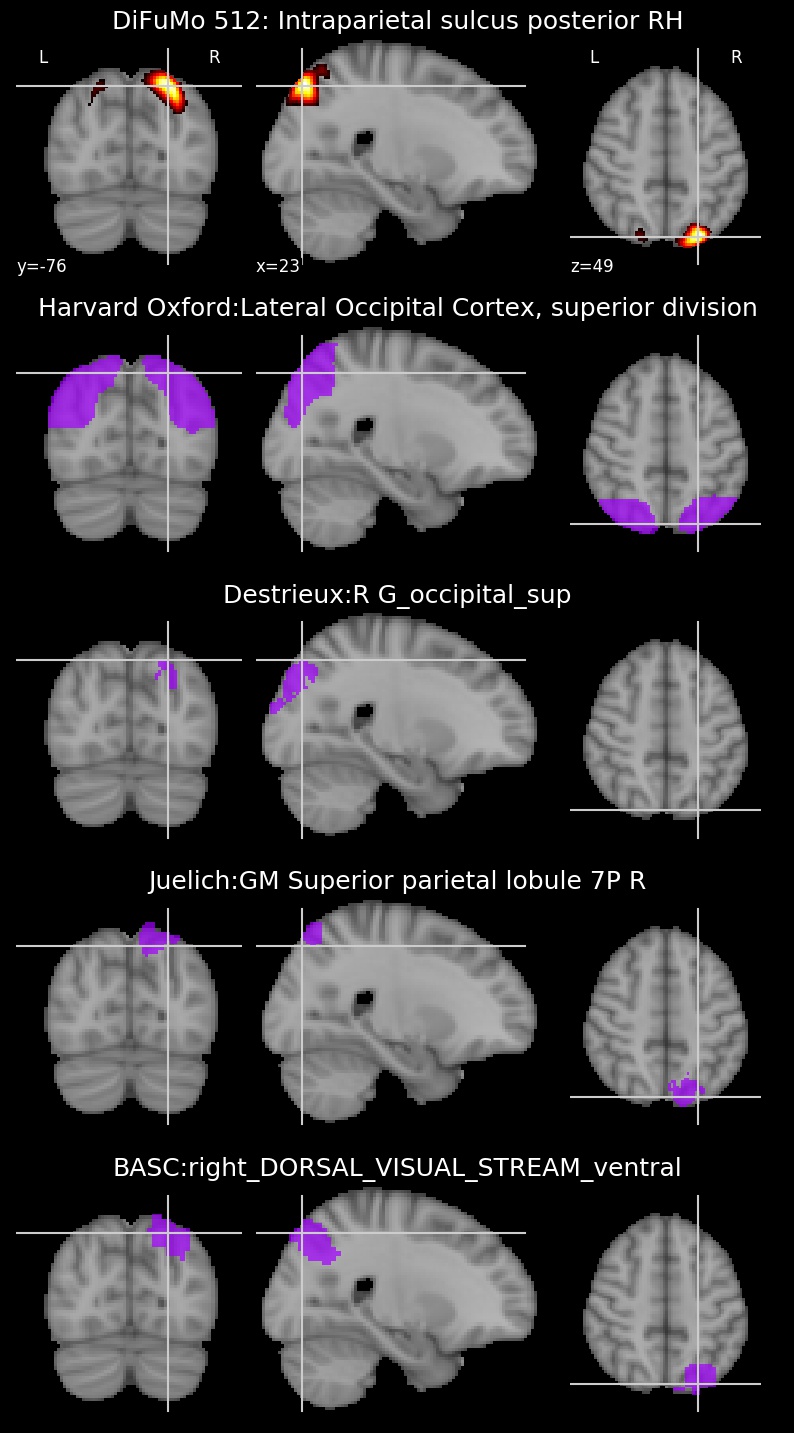 DiFuMo 512: Intraparietal sulcus posterior RH
L R L R
y=-76 x=23 z=49
Harvard Oxford:Lateral Occipital Cortex, superior division
Destrieux:R G_occipital_sup
Juelich:GM Superior parietal lobule 7P R
BASC:right_DORSAL_VISUAL_STREAM_ventral